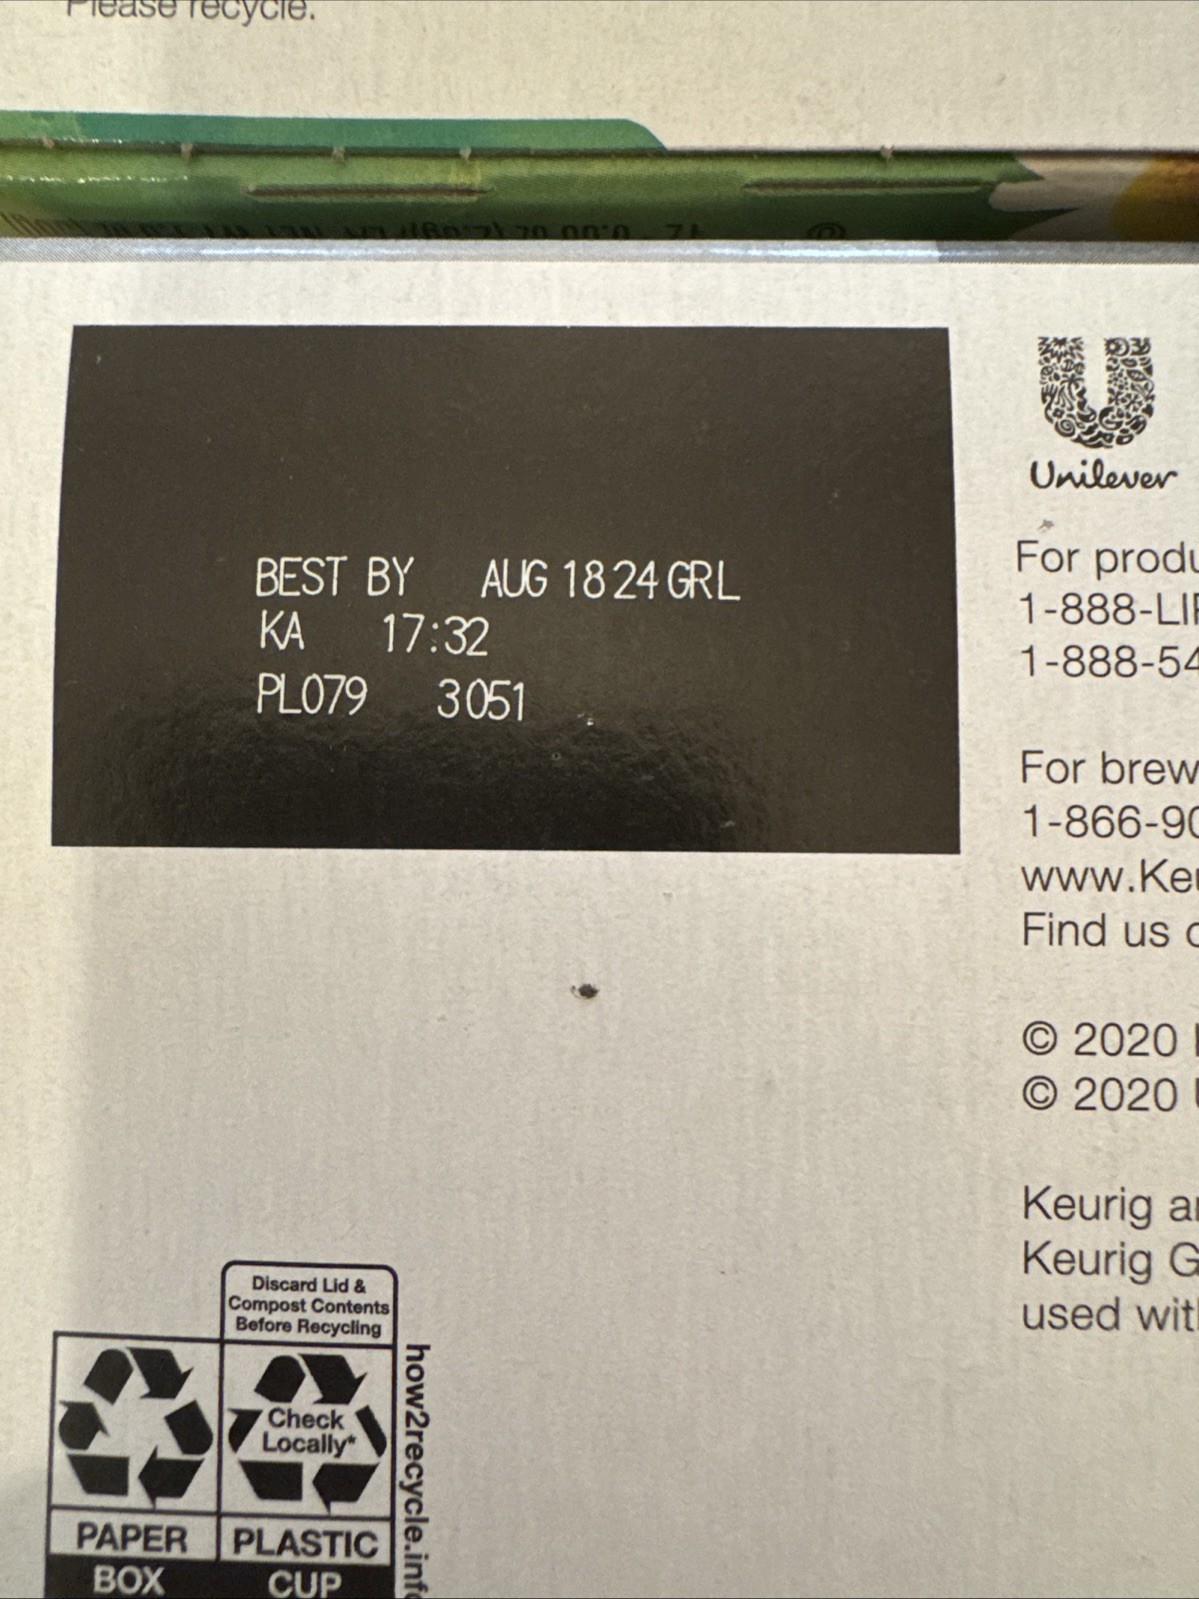 Please recycle.
BEST BY AUG 18 24 GRL
KA 17:32
PL079 3051
Unilever
For produ
1-888-LI
1-888-54
For brew
1-866-90
www.Keu
Find us
© 2020
© 2020
Keurig a
Keurig G
used wit
Discard Lid &
Compost Contents
Before Recycling
Check
Locally*
how2recycle.info
PAPER
PLASTIC
BOX
CUP